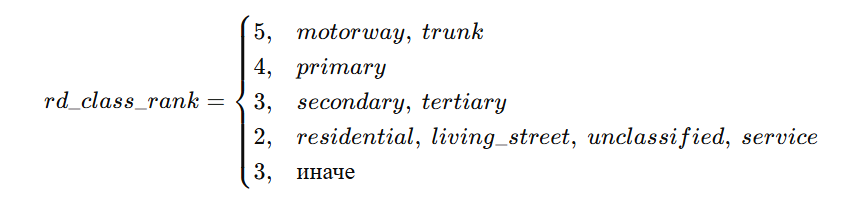 5, motorway, trunk
4, primary
rd_class_rank = 3, secondary, tertiary
2, residential, living_street, unclassified, service
3, иначе